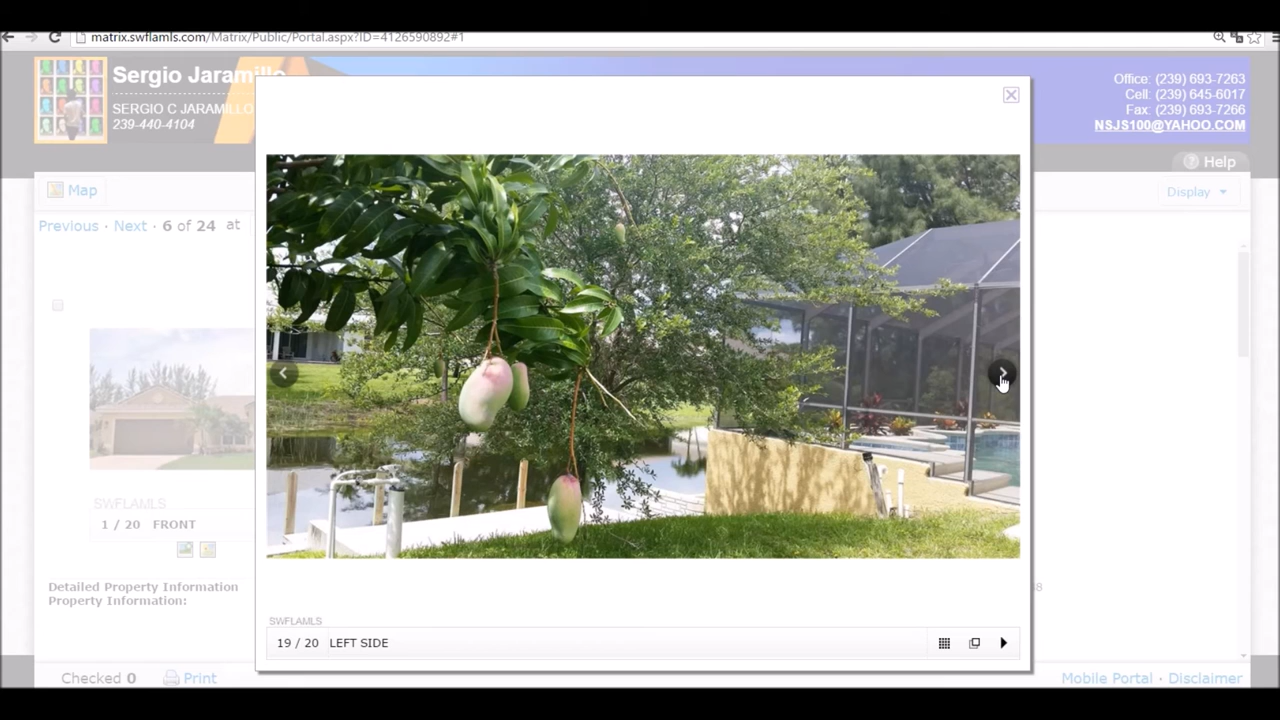 matrix.swflamls.com/Matrix/Public/Portal.aspx?ID=4126590892#1
Sergio Jaramillo
SERGIO C JARAMILLO
239-440-4104
Office: (239) 693-7263
Cell: (239) 645-6017
Fax: (239) 693-7266
NSJS100@YAHOO.COM
? Help
Map
Display
Previous · Next · 6 of 24 at
SWFLAMLS
1 / 20 FRONT
Detailed Property Information
Property Information:
SWFLAMLS
19 / 20 LEFT SIDE
Checked 0 Print
Mobile Portal · Disclaimer